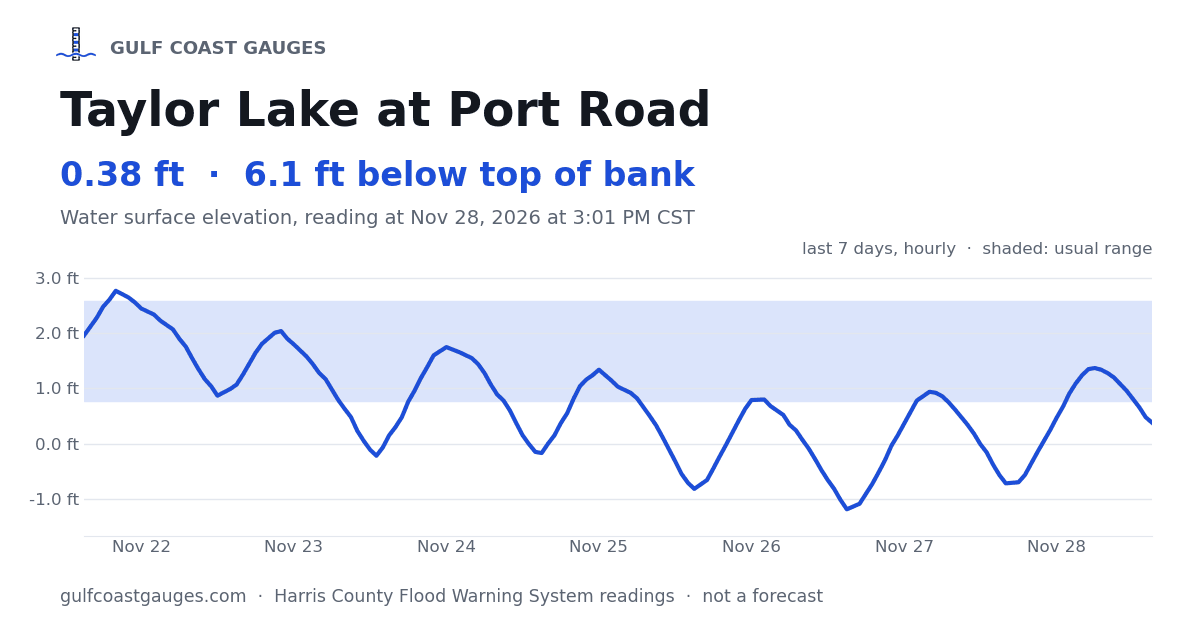 GULF COAST GAUGES
Taylor Lake at Port Road
0.38 ft · 6.1 ft below top of bank
Water surface elevation, reading at Nov 28, 2026 at 3:01 PM CST
last 7 days, hourly · shaded: usual range
3.0 ft
2.0 ft
1.0 ft
0.0 ft
-1.0 ft
Nov 22 Nov 23 Nov 24 Nov 25 Nov 26 Nov 27 Nov 28
gulfcoastgauges.com · Harris County Flood Warning System readings · not a forecast